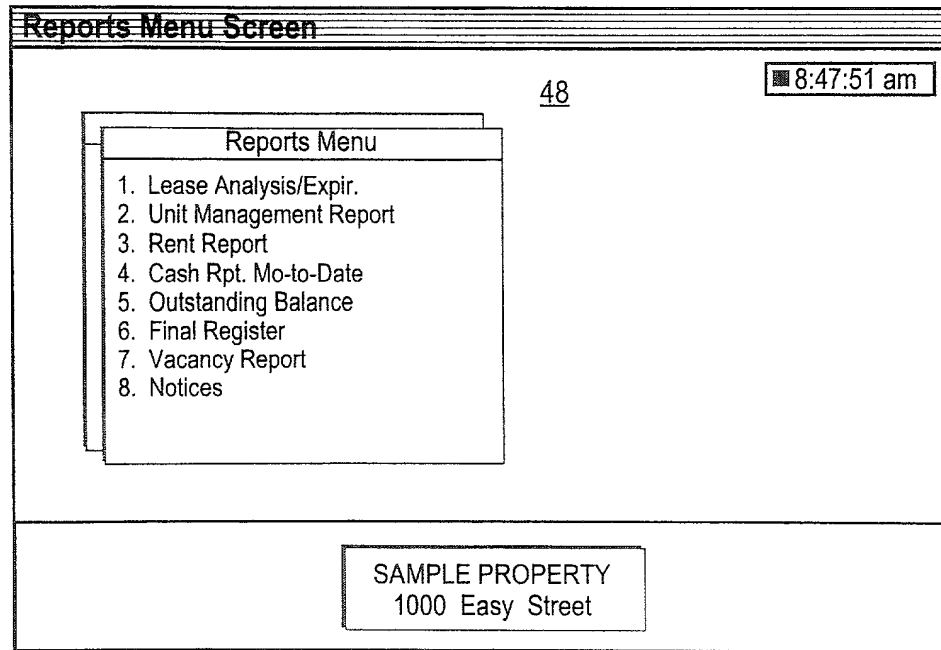 Reports Menu Screen
48
8:47:51 am
Reports Menu
1. Lease Analysis/Expir.
2. Unit Management Report
3. Rent Report
4. Cash Rpt. Mo-to-Date
5. Outstanding Balance
6. Final Register
7. Vacancy Report
8. Notices
SAMPLE PROPERTY
1000 Easy Street